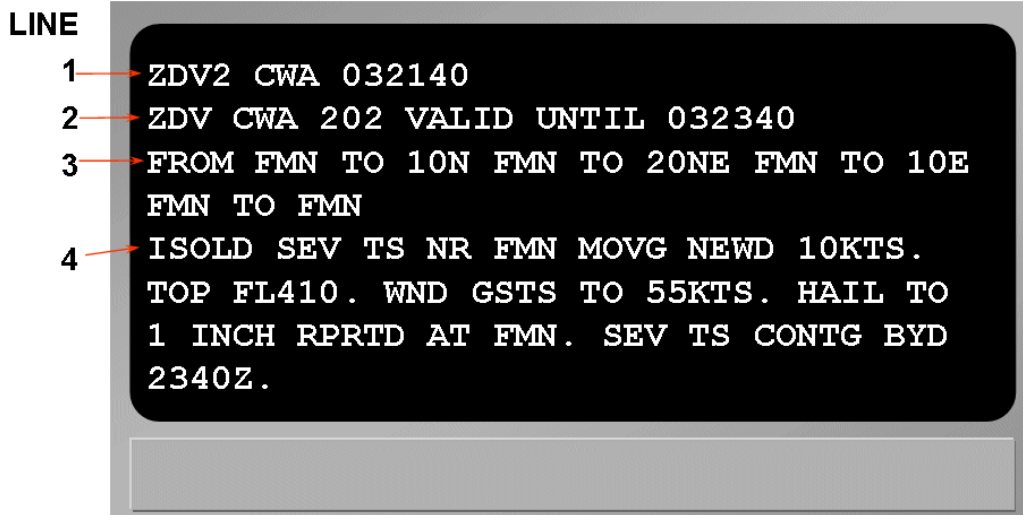 LINE
1 ZDV2 CWA 032140
2 ZDV CWA 202 VALID UNTIL 032340
3 FROM FMN TO 10N FMN TO 20NE FMN TO 10E
FMN TO FMN
4 ISOLD SEV TS NR FMN MOVG NEWD 10KTS.
TOP FL410. WND GSTS TO 55KTS. HAIL TO
1 INCH RPRTD AT FMN. SEV TS CONTG BYD
2340Z.